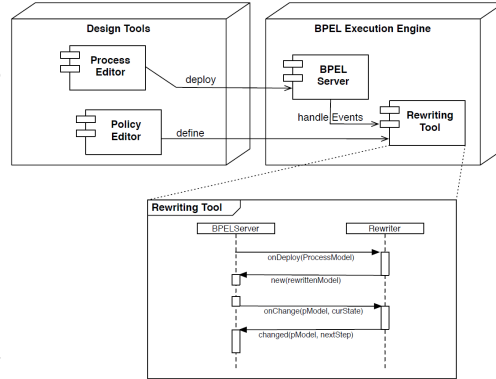 Design Tools
BPEL Execution Engine
Process
Editor
deploy
BPEL
Server
handle Events
Policy
Editor
define
Rewriting
Tool
Rewriting Tool
BPELServer
Rewriter
onDeploy(ProcessModel)
new(rewrittenModel)
onChange(pModel, curState)
changed(pModel, nextStep)